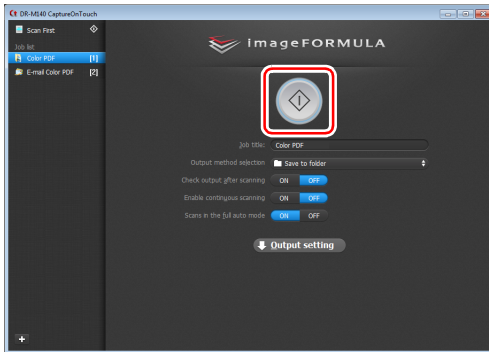 DR-M140 CaptureOnTouch
Scan First
Job list
Color PDF [1]
E-mail Color PDF [2]
imageFORMULA
Job title: Color PDF
Output method selection Save to folder
Check output after scanning ON OFF
Enable continuous scanning ON OFF
Scans in the full auto mode ON OFF
Output setting